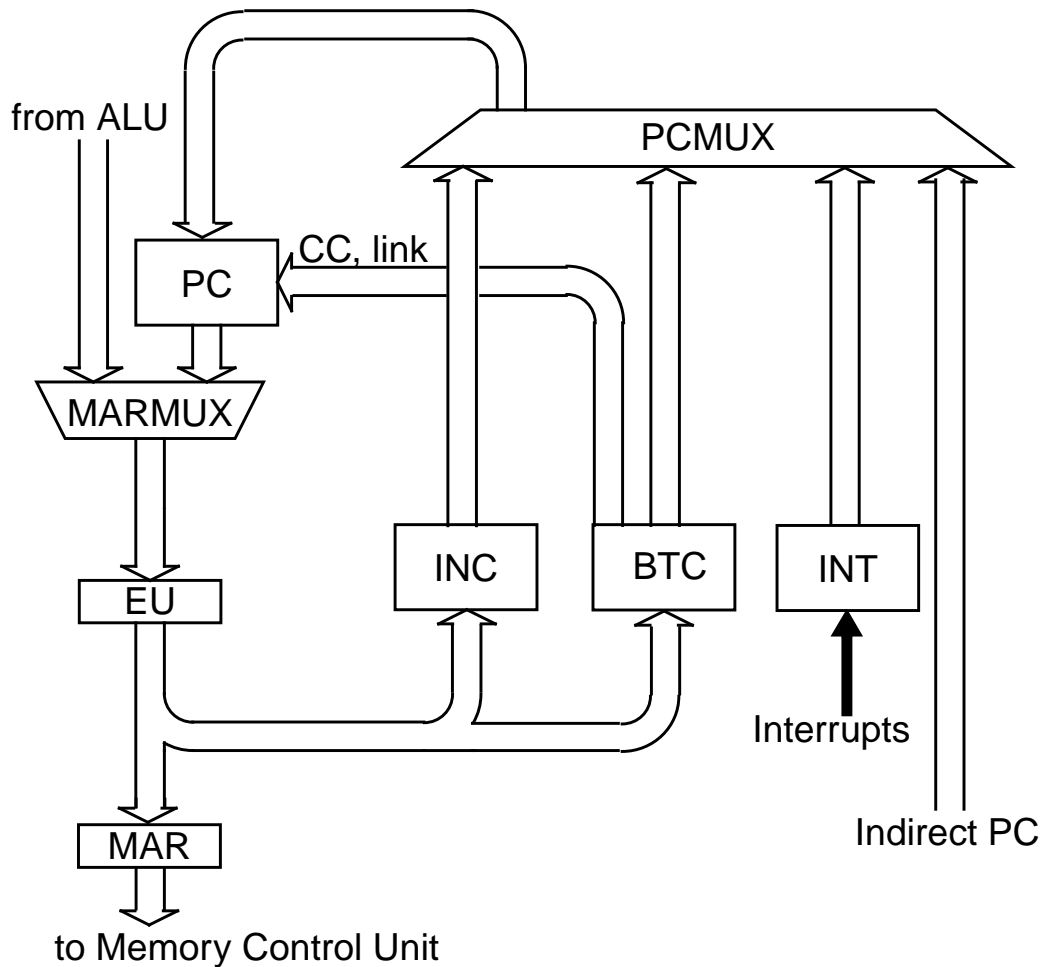 from ALU
PCMUX
CC, link
PC
MARMUX
INC
BTC
INT
EU
Interrupts
Indirect PC
MAR
to Memory Control Unit